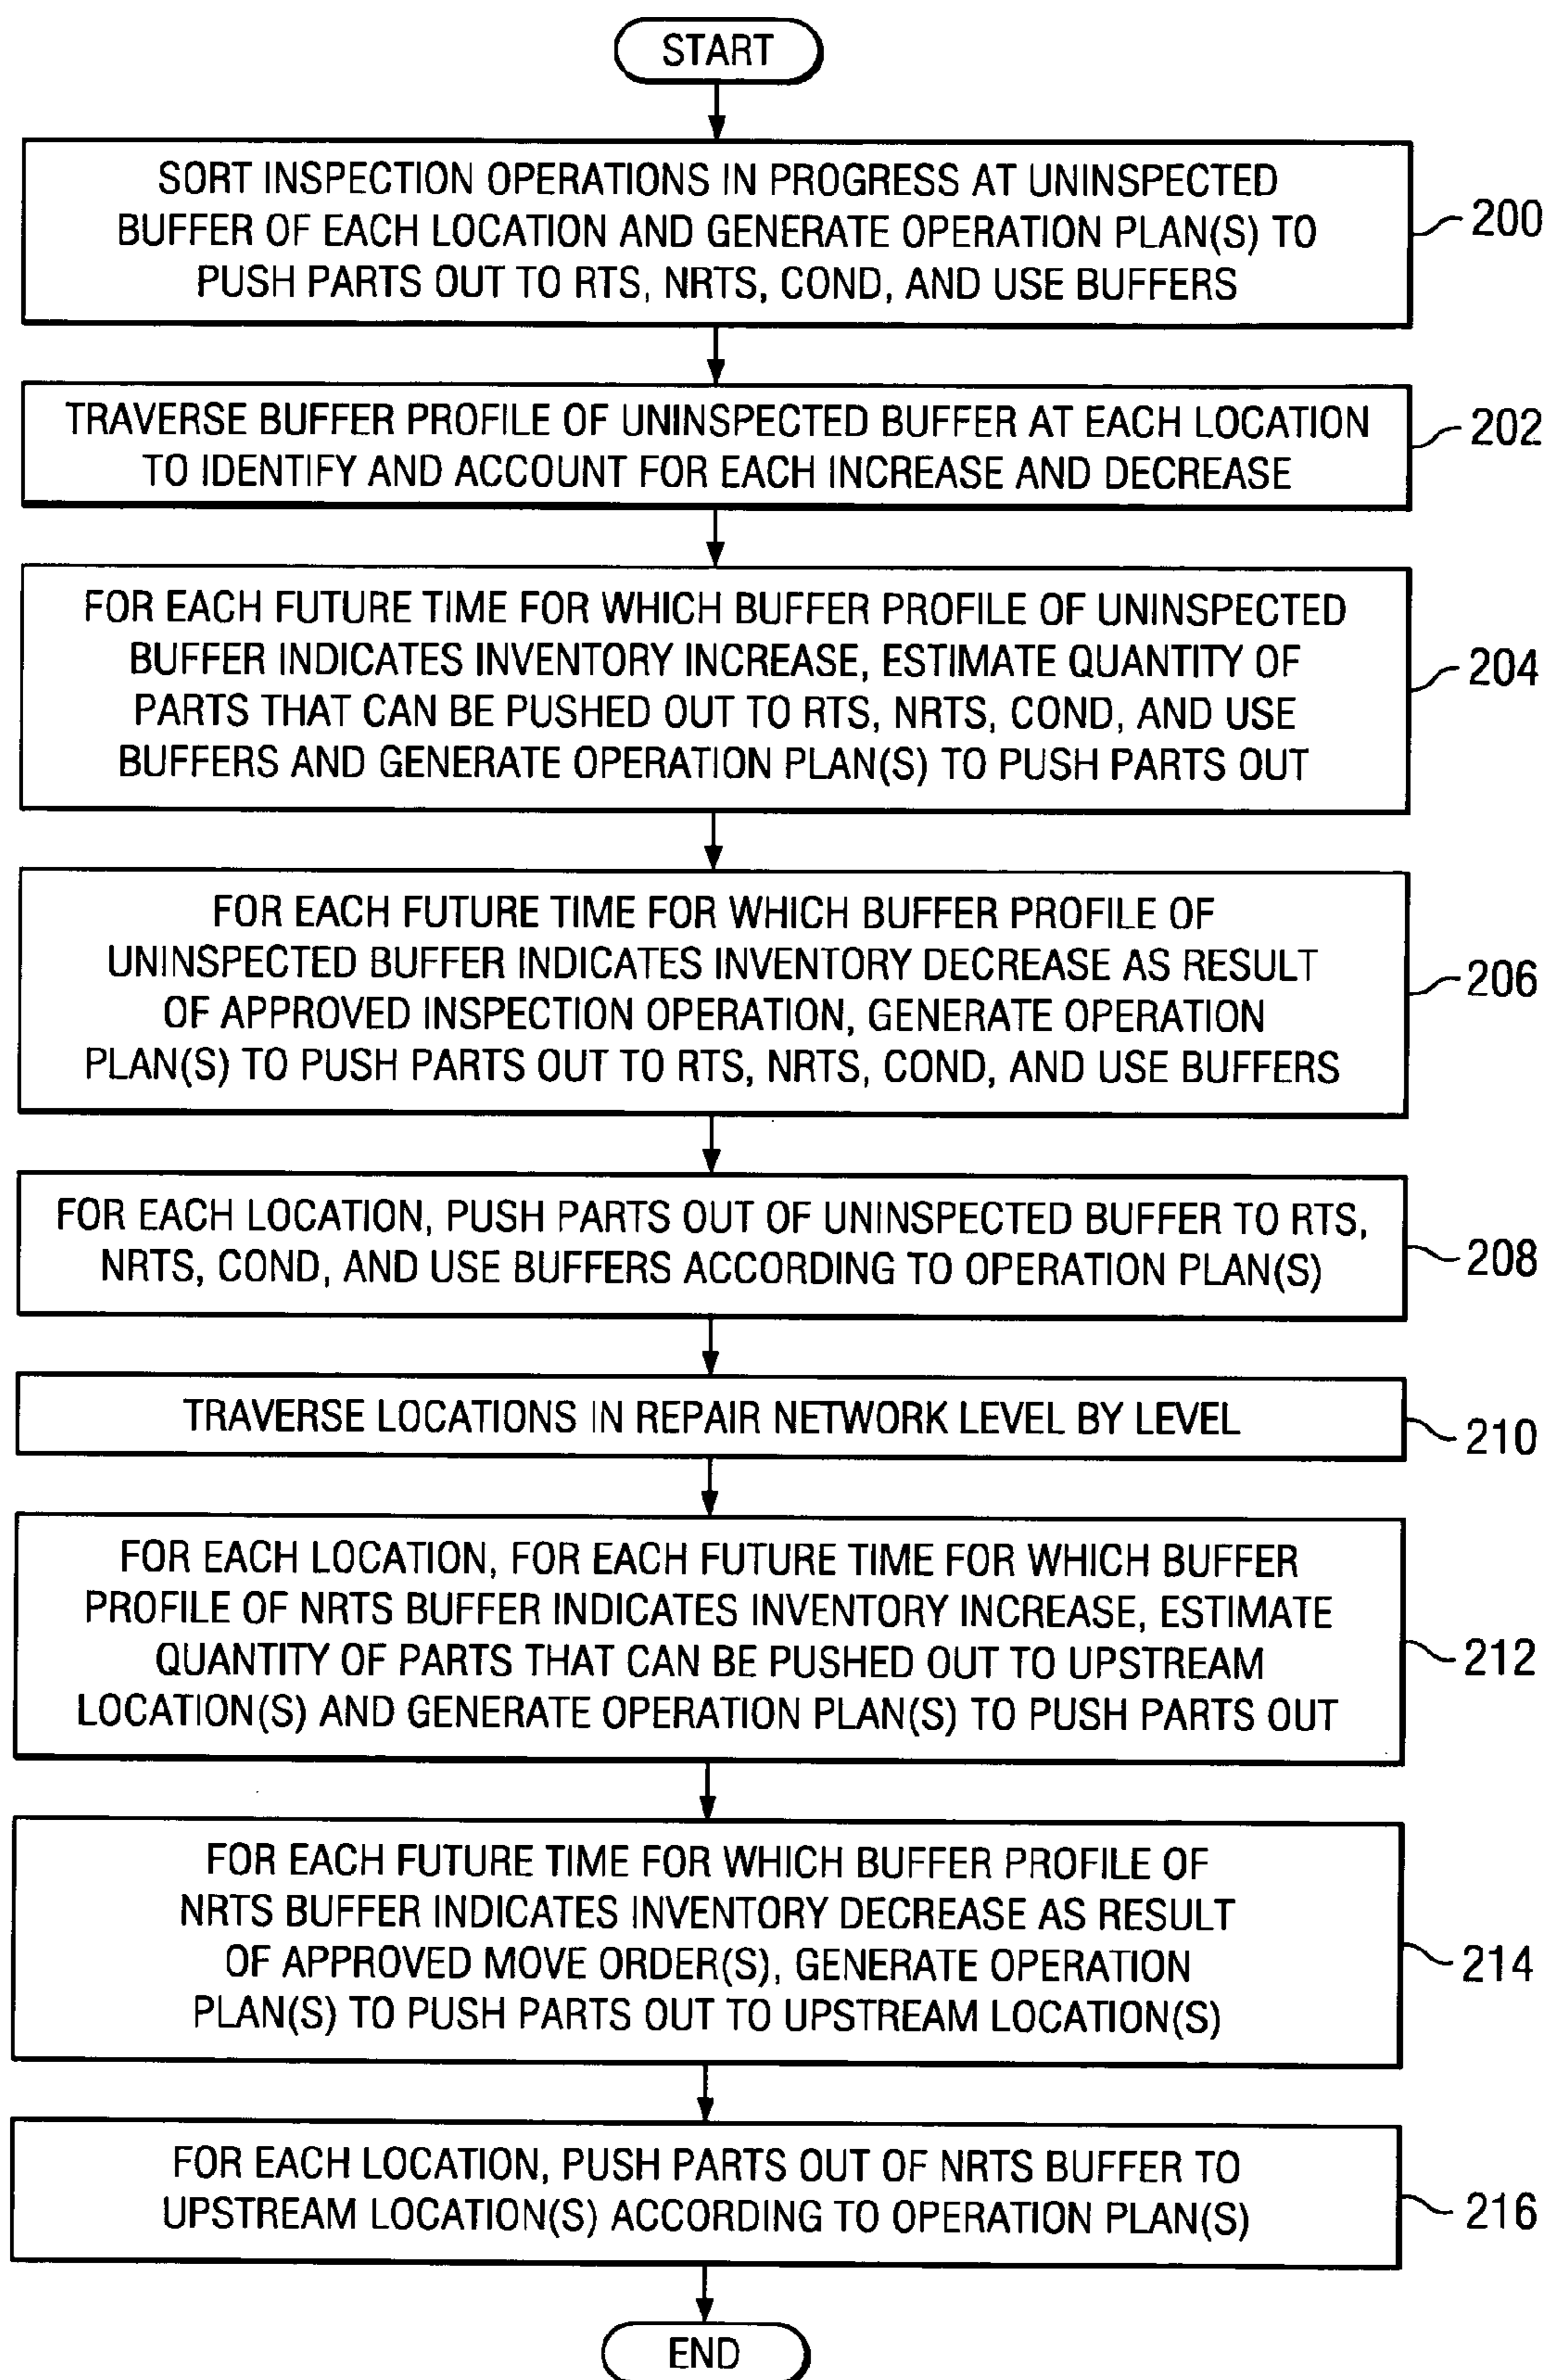 START
SORT INSPECTION OPERATIONS IN PROGRESS AT UNINSPECTED
BUFFER OF EACH LOCATION AND GENERATE OPERATION PLAN(S) TO
PUSH PARTS OUT TO RTS, NRTS, COND, AND USE BUFFERS
200
TRAVERSE BUFFER PROFILE OF UNINSPECTED BUFFER AT EACH LOCATION
TO IDENTIFY AND ACCOUNT FOR EACH INCREASE AND DECREASE
202
FOR EACH FUTURE TIME FOR WHICH BUFFER PROFILE OF UNINSPECTED
BUFFER INDICATES INVENTORY INCREASE, ESTIMATE QUANTITY OF
PARTS THAT CAN BE PUSHED OUT TO RTS, NRTS, COND, AND USE
BUFFERS AND GENERATE OPERATION PLAN(S) TO PUSH PARTS OUT
204
FOR EACH FUTURE TIME FOR WHICH BUFFER PROFILE OF
UNINSPECTED BUFFER INDICATES INVENTORY DECREASE AS RESULT
OF APPROVED INSPECTION OPERATION, GENERATE OPERATION
PLAN(S) TO PUSH PARTS OUT TO RTS, NRTS, COND, AND USE BUFFERS
206
FOR EACH LOCATION, PUSH PARTS OUT OF UNINSPECTED BUFFER TO RTS,
NRTS, COND, AND USE BUFFERS ACCORDING TO OPERATION PLAN(S)
208
TRAVERSE LOCATIONS IN REPAIR NETWORK LEVEL BY LEVEL
210
FOR EACH LOCATION, FOR EACH FUTURE TIME FOR WHICH BUFFER
PROFILE OF NRTS BUFFER INDICATES INVENTORY INCREASE, ESTIMATE
QUANTITY OF PARTS THAT CAN BE PUSHED OUT TO UPSTREAM
LOCATION(S) AND GENERATE OPERATION PLAN(S) TO PUSH PARTS OUT
212
FOR EACH FUTURE TIME FOR WHICH BUFFER PROFILE OF
NRTS BUFFER INDICATES INVENTORY DECREASE AS RESULT
OF APPROVED MOVE ORDER(S), GENERATE OPERATION
PLAN(S) TO PUSH PARTS OUT TO UPSTREAM LOCATION(S)
214
FOR EACH LOCATION, PUSH PARTS OUT OF NRTS BUFFER TO
UPSTREAM LOCATION(S) ACCORDING TO OPERATION PLAN(S)
216
END